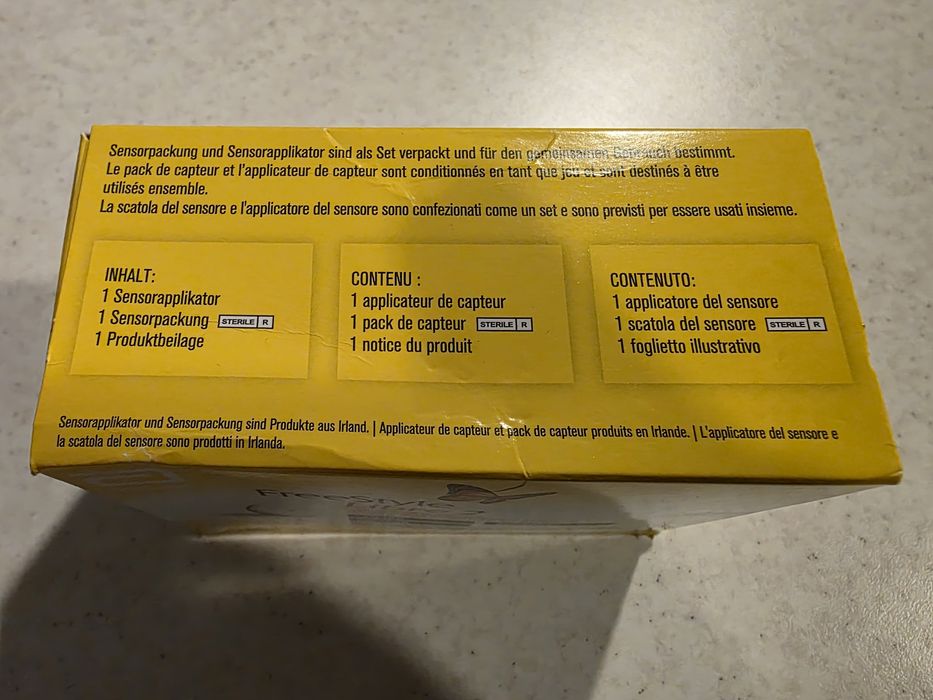 Sensorpackung und Sensorapplikator sind als Set verpackt und für den gemeinsamen Gebrauch bestimmt.
Le pack de capteur et l'applicateur de capteur sont conditionnés en tant que jeu et sont destinés à être
utilisés ensemble.
La scatola del sensore e l'applicatore del sensore sono confezionati come un set e sono previsti per essere usati insieme.
INHALT:
1 Sensorapplikator
1 Sensorpackung STERILE R
1 Produktbeilage
CONTENU :
1 applicateur de capteur
1 pack de capteur STERILE R
1 notice du produit
CONTENUTO:
1 applicatore del sensore
1 scatola del sensore STERILE R
1 foglietto illustrativo
Sensorapplikator und Sensorpackung sind Produkte aus Irland. | Applicateur de capteur et pack de capteur produits en Irlande. | L'applicatore del sensore e
la scatola del sensore sono prodotti in Irlanda.
FreeStyle